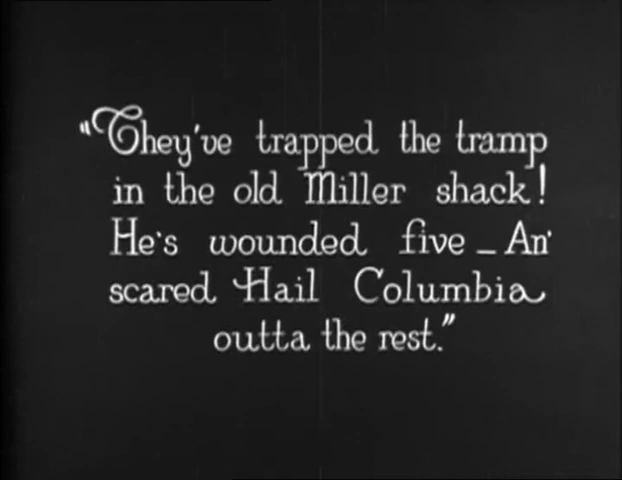 "They've trapped the tramp
in the old Miller shack!
He's wounded five _ An'
scared Hail Columbia
outta the rest."